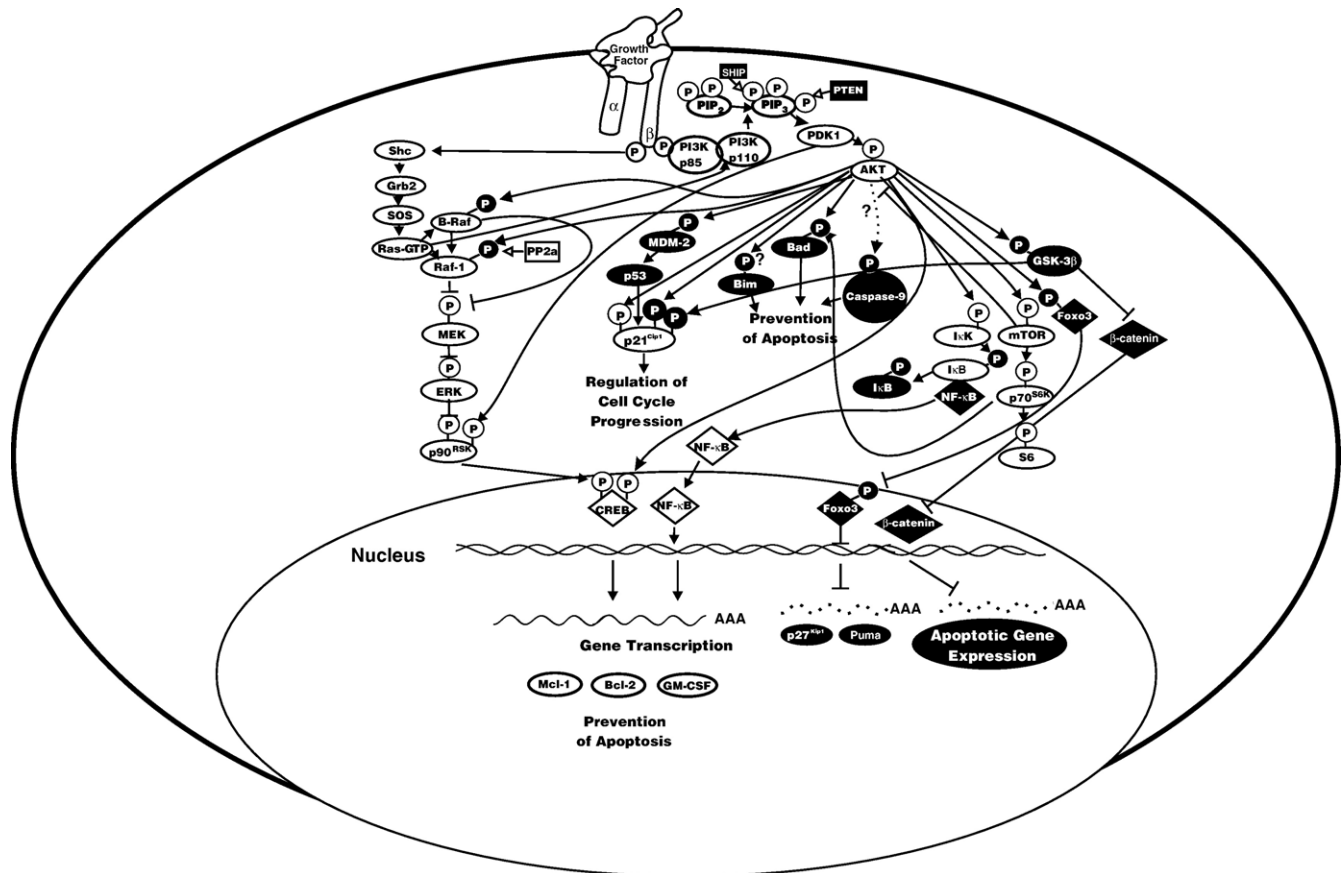 Growth
Factor
α
β
P
P
SHIP
P
P
P
P
P
PTEN
PIP2
PIP3
PDK1
PI3K
p85
PI3K
p110
P
AKT
Shc
Grb2
SOS
Ras-GTP
P
B-Raf
P
Raf-1
PP2a
P
MEK
P
ERK
P
P
p90RSK
P
MDM-2
p53
P
P
P
p21Cip1
Regulation of
Cell Cycle
Progression
P
?
Bim
P
Bad
?
P
Caspase-9
Prevention
of Apoptosis
P
GSK-3β
P
Foxo3
β-catenin
P
IκK
P
mTOR
P
IκB
P
IκB
NF-κB
P
p70S6K
P
S6
NF-κB
P
P
CREB
NF-κB
P
Foxo3
β-catenin
Nucleus
AAA
Gene Transcription
Mcl-1
Bcl-2
GM-CSF
Prevention
of Apoptosis
AAA
p27Kip1
Puma
AAA
Apoptotic Gene
Expression